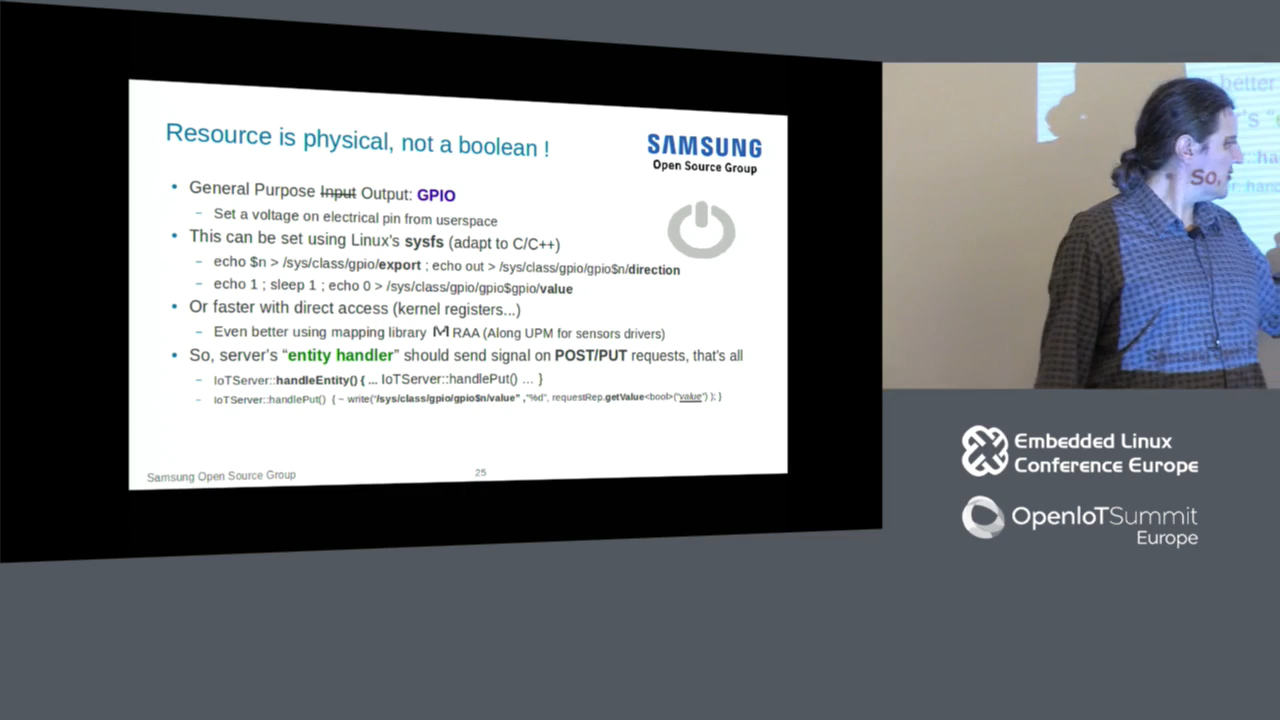 Resource is physical, not a boolean !
SAMSUNG
Open Source Group
• General Purpose Input Output: GPIO
– Set a voltage on electrical pin from userspace
• This can be set using Linux's sysfs (adapt to C/C++)
– echo $n > /sys/class/gpio/export ; echo out > /sys/class/gpio/gpio$n/direction
– echo 1 ; sleep 1 ; echo 0 > /sys/class/gpio/gpio$gpio/value
• Or faster with direct access (kernel registers...)
– Even better using mapping library MRAA (Along UPM for sensors drivers)
• So, server's “entity handler” should send signal on POST/PUT requests, that's all
– IoTServer::handleEntity() { ... IoTServer::handlePut() ... }
– IoTServer::handlePut() { ~ write("/sys/class/gpio/gpio$n/value" ,"%d", requestRep.getValue<bool>("value") ); }
Samsung Open Source Group
25
better
So,
Embedded Linux
Conference Europe
OpenIoTSummit
Europe